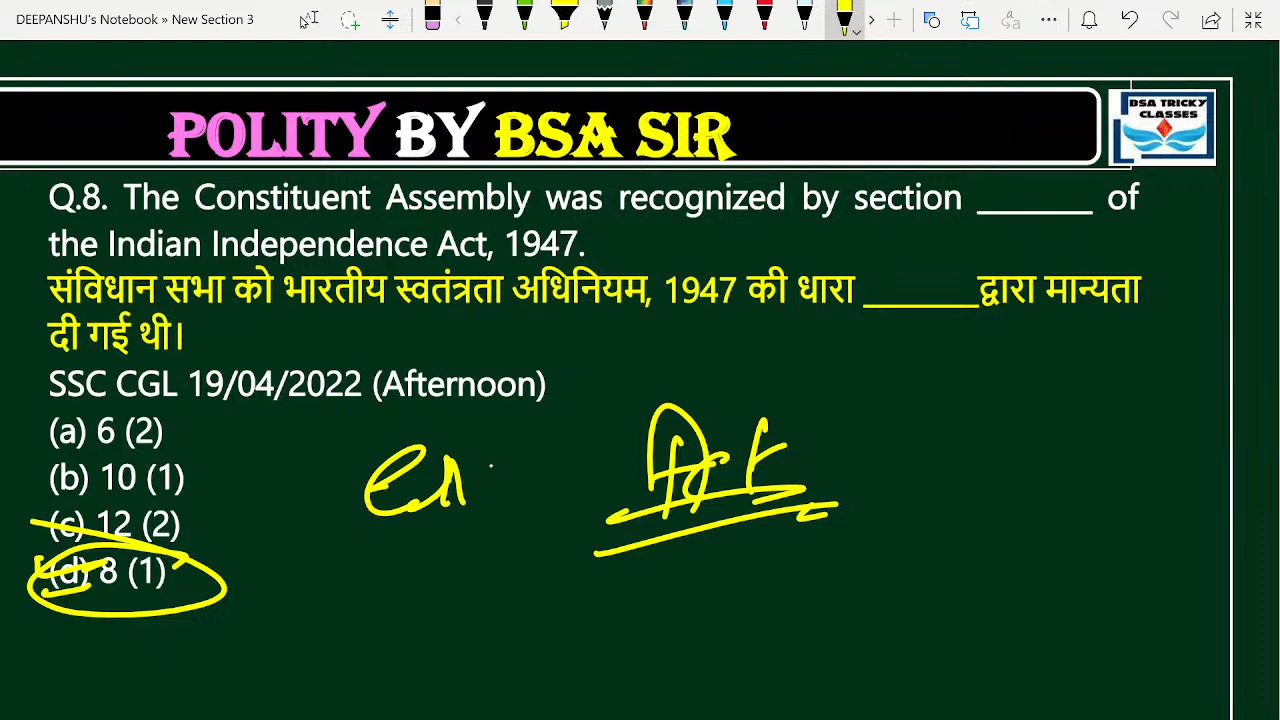 DEEPANSHU's Notebook » New Section 3
POLITY BY BSA SIR
BSA TRICKY
CLASSES
Q.8. The Constituent Assembly was recognized by section _______ of
the Indian Independence Act, 1947.
संविधान सभा को भारतीय स्वतंत्रता अधिनियम, 1947 की धारा _______द्वारा मान्यता
दी गई थी।
SSC CGL 19/04/2022 (Afternoon)
(a) 6 (2)
(b) 10 (1)
(c) 12 (2)
(d) 8 (1)